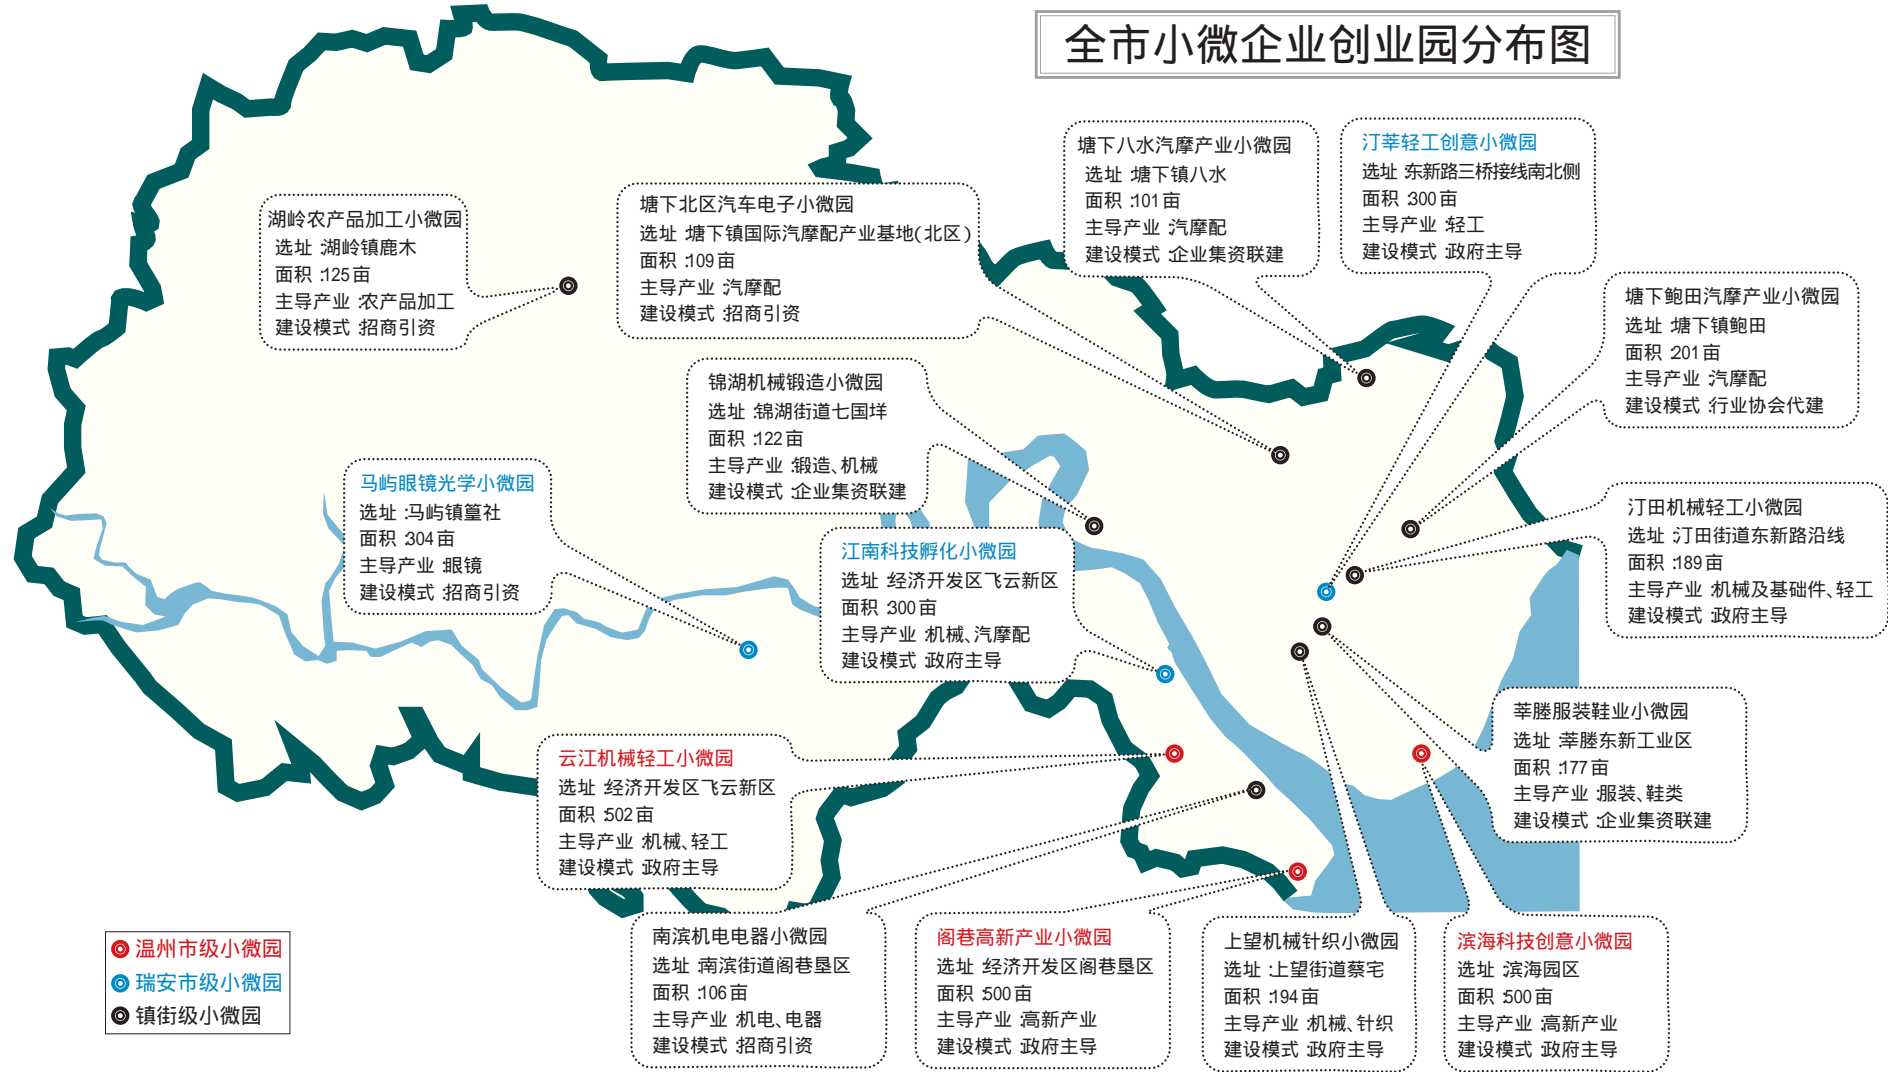 全市小微企业创业园分布图
塘下八水汽摩产业小微园
选址:塘下镇八水
面积:101亩
主导产业:汽摩配
建设模式:企业集资联建
汀莘轻工创意小微园
选址:东新路三桥接线南北侧
面积:300亩
主导产业:轻工
建设模式:政府主导
湖岭农产品加工小微园
选址:湖岭镇鹿木
面积:125亩
主导产业:农产品加工
建设模式:招商引资
塘下北区汽车电子小微园
选址:塘下镇国际汽摩配产业基地(北区)
面积:109亩
主导产业:汽摩配
建设模式:招商引资
塘下鲍田汽摩产业小微园
选址:塘下镇鲍田
面积:201亩
主导产业:汽摩配
建设模式:行业协会代建
锦湖机械锻造小微园
选址:锦湖街道七国垟
面积:122亩
主导产业:锻造、机械
建设模式:企业集资联建
马屿眼镜光学小微园
选址:马屿镇篁社
面积:304亩
主导产业:眼镜
建设模式:招商引资
江南科技孵化小微园
选址:经济开发区飞云新区
面积:300亩
主导产业:机械、汽摩配
建设模式:政府主导
汀田机械轻工小微园
选址:汀田街道东新路沿线
面积:189亩
主导产业:机械及基础件、轻工
建设模式:政府主导
莘塍服装鞋业小微园
选址:莘塍东新工业区
面积:177亩
主导产业:服装、鞋类
建设模式:企业集资联建
云江机械轻工小微园
选址:经济开发区飞云新区
面积:502亩
主导产业:机械、轻工
建设模式:政府主导
南滨机电电器小微园
选址:南滨街道阁巷垦区
面积:106亩
主导产业:机电、电器
建设模式:招商引资
阁巷高新产业小微园
选址:经济开发区阁巷垦区
面积:500亩
主导产业:高新产业
建设模式:政府主导
上望机械针织小微园
选址:上望街道蔡宅
面积:194亩
主导产业:机械、针织
建设模式:政府主导
滨海科技创意小微园
选址:滨海园区
面积:500亩
主导产业:高新产业
建设模式:政府主导
温州市级小微园
瑞安市级小微园
镇街级小微园